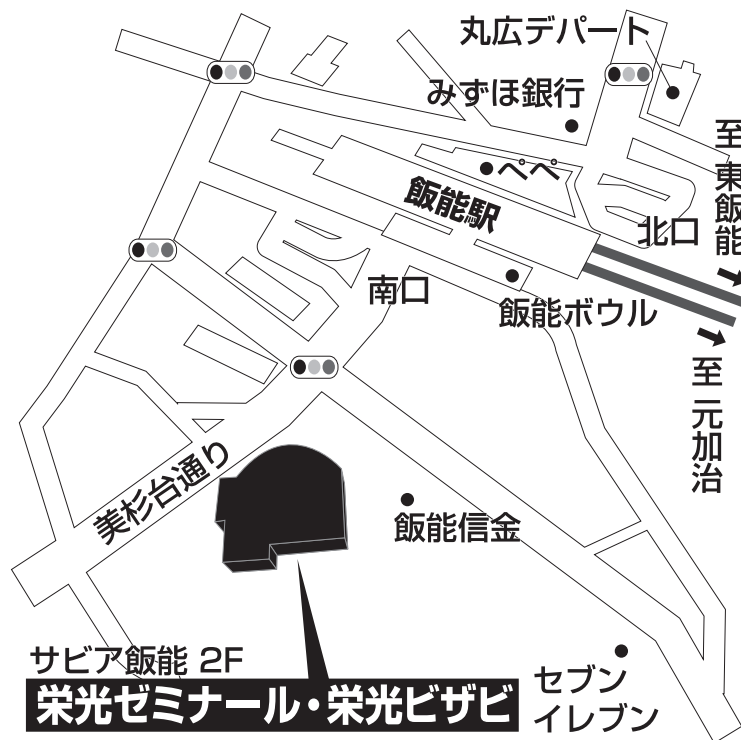 丸広デパート
みずほ銀行
ぺぺ
飯能駅
北口
至 東飯能
南口
飯能ボウル
至 元加治
美杉台通り
飯能信金
サビア飯能 2F
栄光ゼミナール・栄光ビザビ
セブン
イレブン